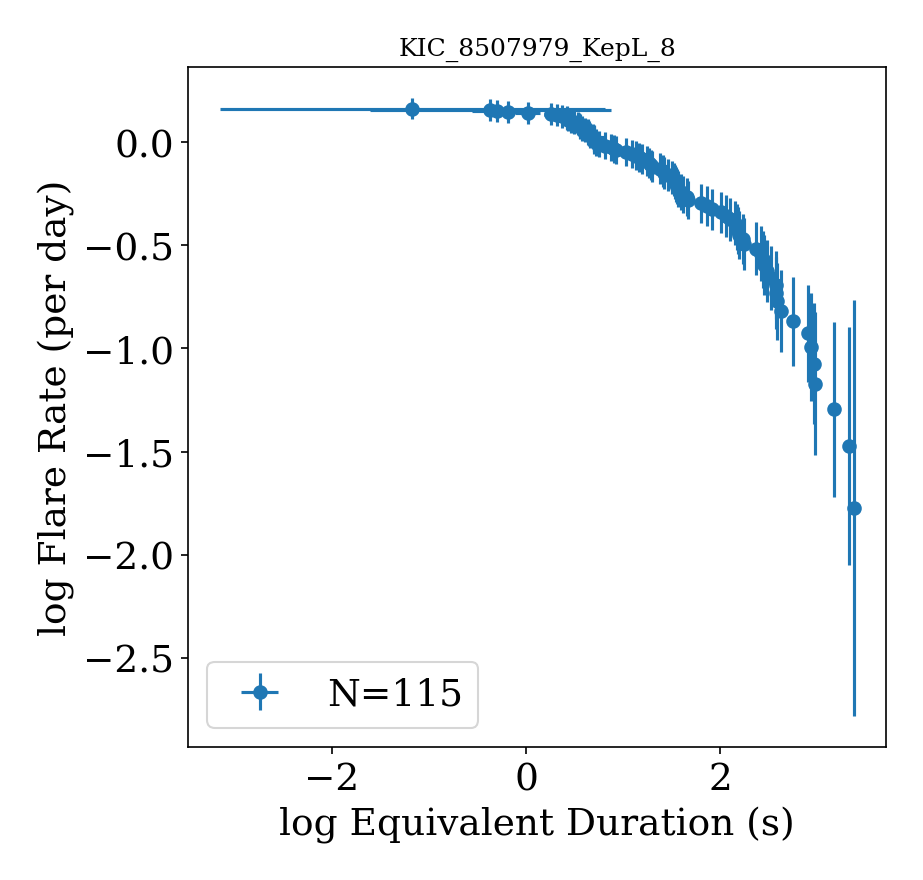 KIC_8507979_KepL_8
log Flare Rate (per day)
0.0
−0.5
−1.0
−1.5
−2.0
−2.5
N=115
−2
0
2
log Equivalent Duration (s)